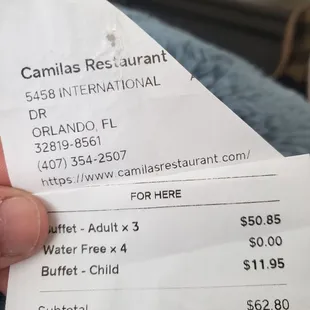 Camilas Restaurant
5458 INTERNATIONAL
DR
ORLANDO, FL
32819-8561
(407) 354-2507
https://www.camilasrestaurant.com/
FOR HERE
Buffet - Adult x 3 $50.85
Water Free x 4 $0.00
Buffet - Child $11.95
Subtotal $62.80